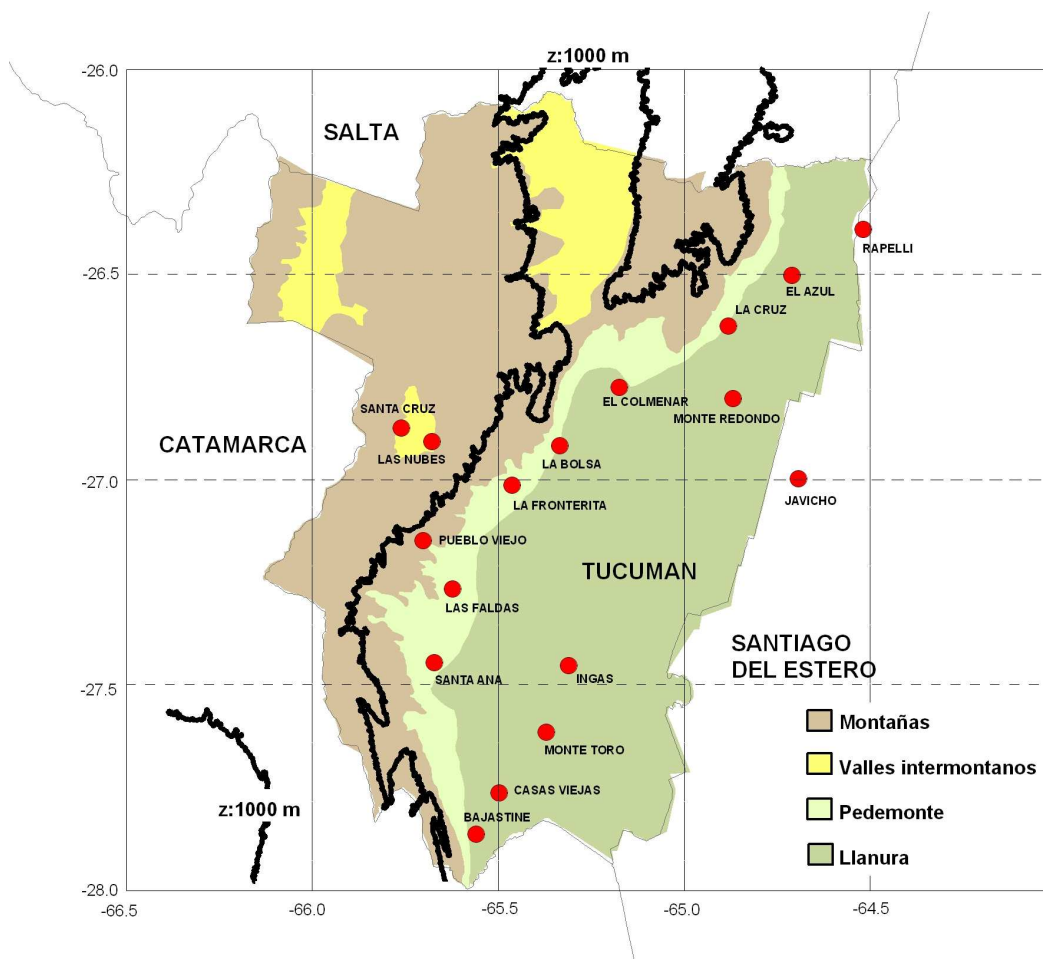 z:1000 m
-26.0
SALTA
RAPELLI
-26.5
EL AZUL
LA CRUZ
SANTA CRUZ
EL COLMENAR
MONTE REDONDO
CATAMARCA
LAS NUBES
LA BOLSA
-27.0
LA FRONTERITA
JAVICHO
PUEBLO VIEJO
TUCUMAN
LAS FALDAS
SANTIAGO
DEL ESTERO
SANTA ANA
INGAS
-27.5
Montañas
MONTE TORO
Valles intermontanos
CASAS VIEJAS
z:1000 m
BAJASTINE
Pedemonte
Llanura
-28.0
-66.5
-66.0
-65.5
-65.0
-64.5